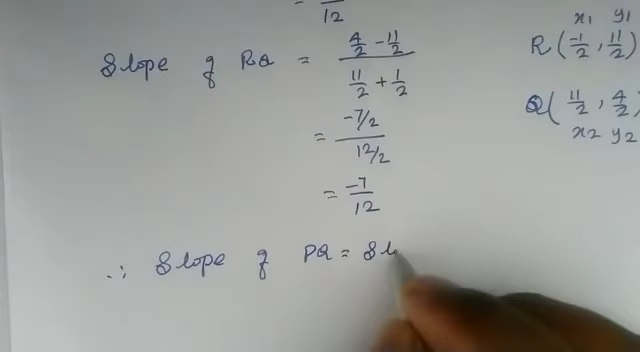 = /12
Slope of RQ = (4/2 - 11/2) / (11/2 + 1/2)
= (-7/2) / (12/2)
= -7/12
∴ Slope of PQ = Sl
x1 y1
R(-1/2, 11/2)
Q(11/2, 4/2)
x2 y2